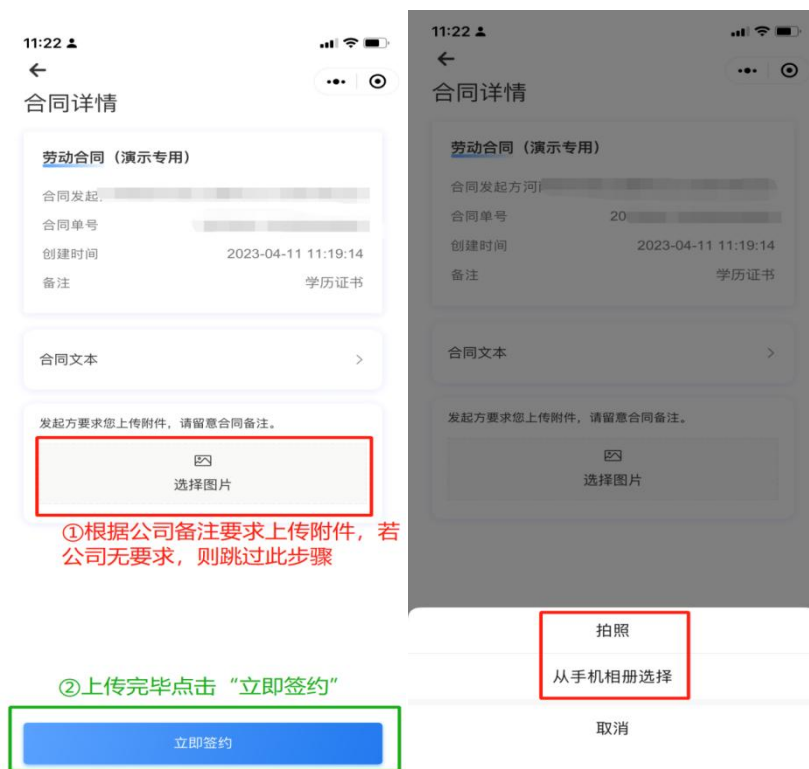 11:22
合同详情
劳动合同（演示专用）
合同发起
合同单号
创建时间 2023-04-11 11:19:14
备注 学历证书
合同文本
发起方要求您上传附件，请留意合同备注。
选择图片
①根据公司备注要求上传附件，若
公司无要求，则跳过此步骤
②上传完毕点击“立即签约”
立即签约
11:22
合同详情
劳动合同（演示专用）
合同发起方河
合同单号 20
创建时间 2023-04-11 11:19:14
备注 学历证书
合同文本
发起方要求您上传附件，请留意合同备注。
选择图片
拍照
从手机相册选择
取消